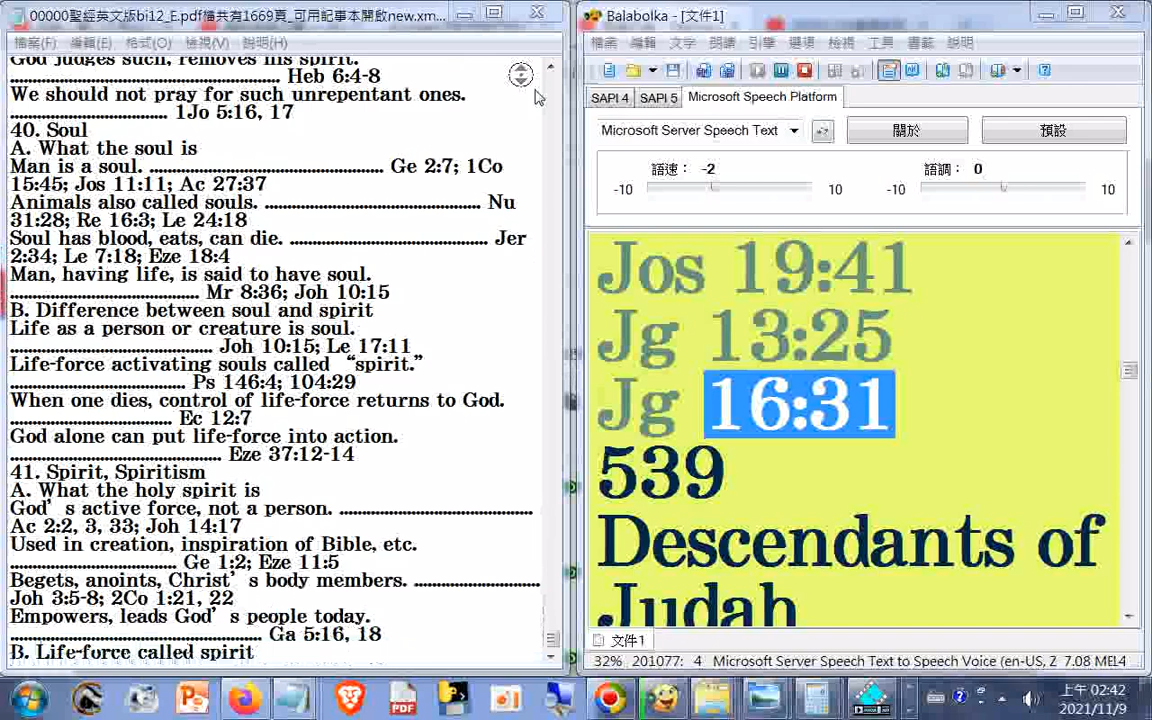 00000聖經英文版bi12_E.pdf檔共有1669頁_可用記事本開啟new.xm...
檔案(F) 編輯(E) 格式(O) 檢視(V) 說明(H)
God judges such, removes his spirit.
................................................ Heb 6:4-8
We should not pray for such unrepentant ones.
............................... 1Jo 5:16, 17
40. Soul
A. What the soul is
Man is a soul. ................................................ Ge 2:7; 1Co
15:45; Jos 11:11; Ac 27:37
Animals also called souls. ........................................... Nu
31:28; Re 16:3; Le 24:18
Soul has blood, eats, can die. ....................................... Jer
2:34; Le 7:18; Eze 18:4
Man, having life, is said to have soul.
..................................... Mr 8:36; Joh 10:15
B. Difference between soul and spirit
Life as a person or creature is soul.
........................................ Joh 10:15; Le 17:11
Life-force activating souls called “spirit.”
................................... Ps 146:4; 104:29
When one dies, control of life-force returns to God.
................................ Ec 12:7
God alone can put life-force into action.
.......................................... Eze 37:12-14
41. Spirit, Spiritism
A. What the holy spirit is
God’s active force, not a person. ......................................
Ac 2:2, 3, 33; Joh 14:17
Used in creation, inspiration of Bible, etc.
................................. Ge 1:2; Eze 11:5
Begets, anoints, Christ’s body members. .........................
Joh 3:5-8; 2Co 1:21, 22
Empowers, leads God’s people today.
.................................................. Ga 5:16, 18
B. Life-force called spirit
Balabolka - [文件1]
檔案 編輯 文字 朗讀 引擎 選項 檢視 工具 書籤 說明
SAPI 4 SAPI 5 Microsoft Speech Platform
Microsoft Server Speech Text 關於 預設
語速： -2 語調： 0
-10 10 -10 10
Jos 19:41
Jg 13:25
Jg 16:31
539
Descendants of
Judah
文件1
32% 201077: 4 Microsoft Server Speech Text to Speech Voice (en-US, Z 7.08 MB
上午 02:42
2021/11/9